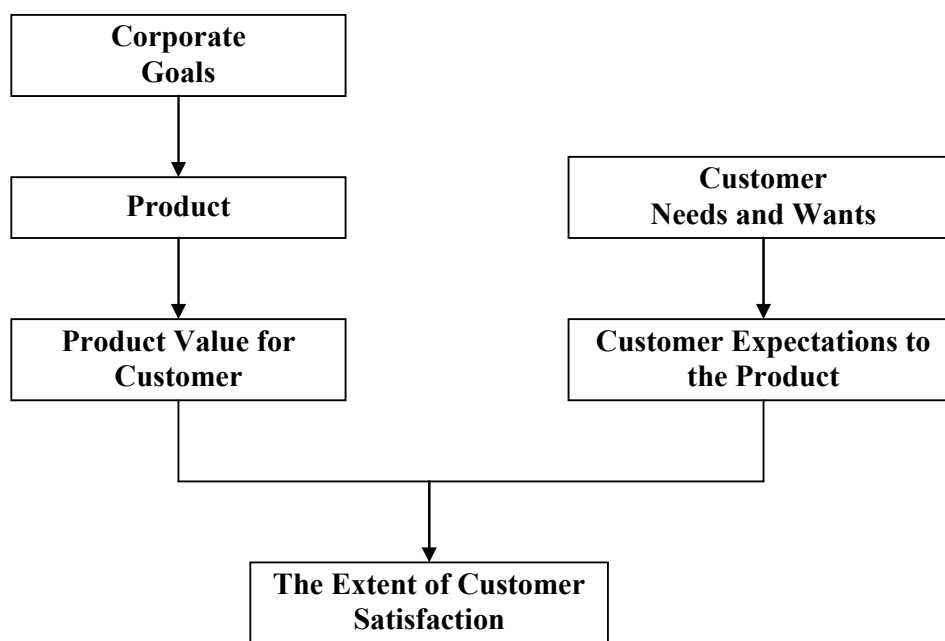 Corporate
Goals
Product
Customer
Needs and Wants
Product Value for
Customer
Customer Expectations to
the Product
The Extent of Customer
Satisfaction